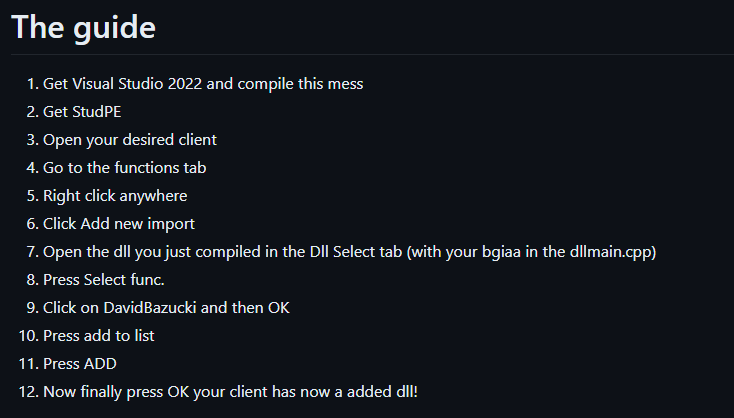 The guide
1. Get Visual Studio 2022 and compile this mess
2. Get StudPE
3. Open your desired client
4. Go to the functions tab
5. Right click anywhere
6. Click Add new import
7. Open the dll you just compiled in the Dll Select tab (with your bgiaa in the dllmain.cpp)
8. Press Select func.
9. Click on DavidBazucki and then OK
10. Press add to list
11. Press ADD
12. Now finally press OK your client has now a added dll!